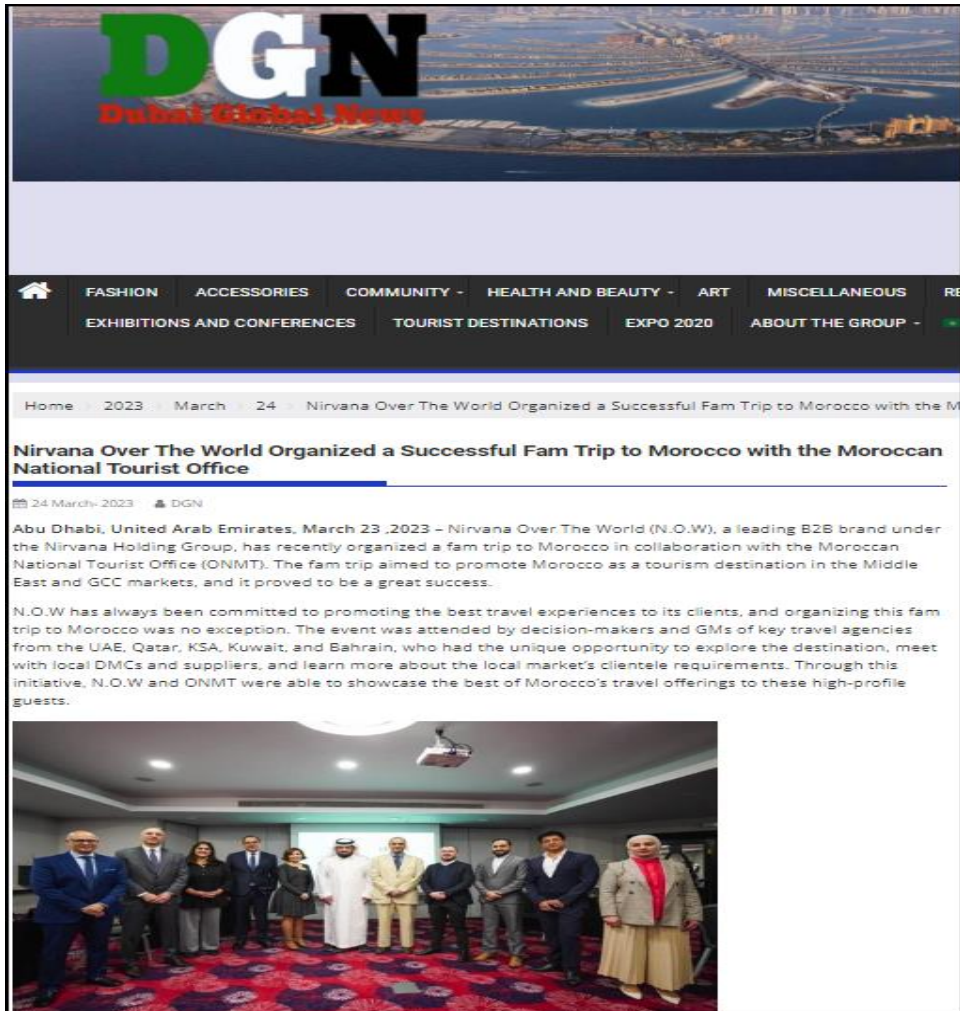 DGN
Dubai Global News
FASHION ACCESSORIES COMMUNITY - HEALTH AND BEAUTY - ART MISCELLANEOUS RE
EXHIBITIONS AND CONFERENCES TOURIST DESTINATIONS EXPO 2020 ABOUT THE GROUP -
Home 2023 March 24 Nirvana Over The World Organized a Successful Fam Trip to Morocco with the M
Nirvana Over The World Organized a Successful Fam Trip to Morocco with the Moroccan
National Tourist Office
24 March- 2023 DGN
Abu Dhabi, United Arab Emirates, March 23 ,2023 – Nirvana Over The World (N.O.W), a leading B2B brand under
the Nirvana Holding Group, has recently organized a fam trip to Morocco in collaboration with the Moroccan
National Tourist Office (ONMT). The fam trip aimed to promote Morocco as a tourism destination in the Middle
East and GCC markets, and it proved to be a great success.
N.O.W has always been committed to promoting the best travel experiences to its clients, and organizing this fam
trip to Morocco was no exception. The event was attended by decision-makers and GMs of key travel agencies
from the UAE, Qatar, KSA, Kuwait, and Bahrain, who had the unique opportunity to explore the destination, meet
with local DMCs and suppliers, and learn more about the local market's clientele requirements. Through this
initiative, N.O.W and ONMT were able to showcase the best of Morocco's travel offerings to these high-profile
guests.